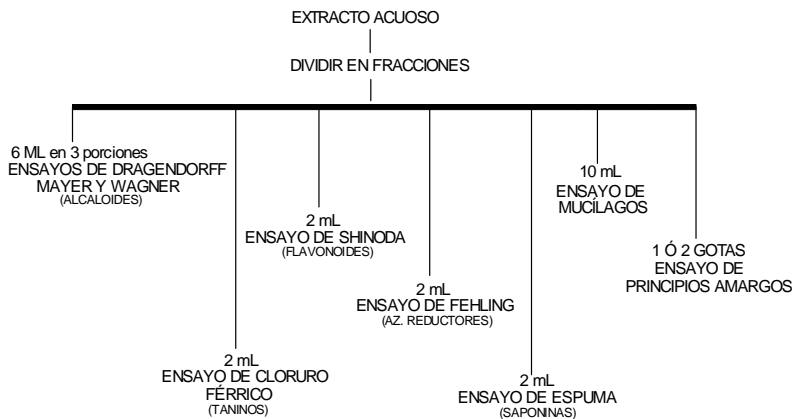 EXTRACTO ACUOSO
DIVIDIR EN FRACCIONES
6 ML en 3 porciones
ENSAYOS DE DRAGENDORFF
MAYER Y WAGNER
(ALCALOIDES)
2 mL
ENSAYO DE CLORURO
FÉRRICO
(TANINOS)
2 mL
ENSAYO DE SHINODA
(FLAVONOIDES)
2 mL
ENSAYO DE FEHLING
(AZ. REDUCTORES)
2 mL
ENSAYO DE ESPUMA
(SAPONINAS)
10 mL
ENSAYO DE
MUCÍLAGOS
1 Ó 2 GOTAS
ENSAYO DE
PRINCIPIOS AMARGOS